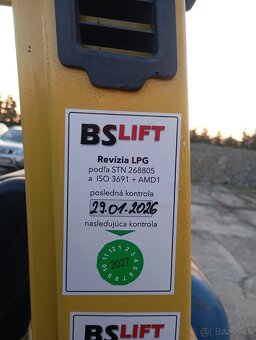 BSLIFT
Revízia LPG
podľa STN 268805
a ISO 3691 + AMD1
posledná kontrola
29.01.2026
nasledujúca kontrola
2027
BSLIFT